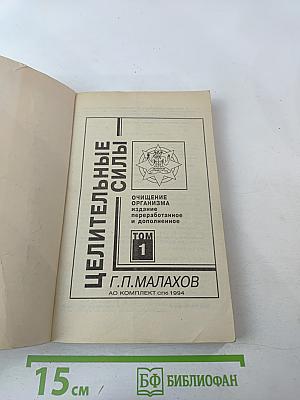 ЦЕЛИТЕЛЬНЫЕ
СИЛЫ
ОЧИЩЕНИЕ
ОРГАНИЗМА
издание
переработанное
и дополненное
ТОМ
1
Г.П.МАЛАХОВ
АО КОМПЛЕКТ СПб 1994
15 см
БФ БИБЛИОФАН